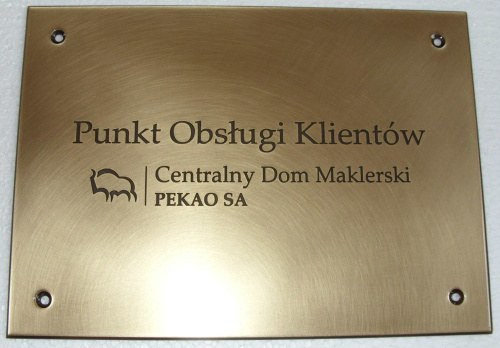 Punkt Obsługi Klientów
Centralny Dom Maklerski
PEKAO SA